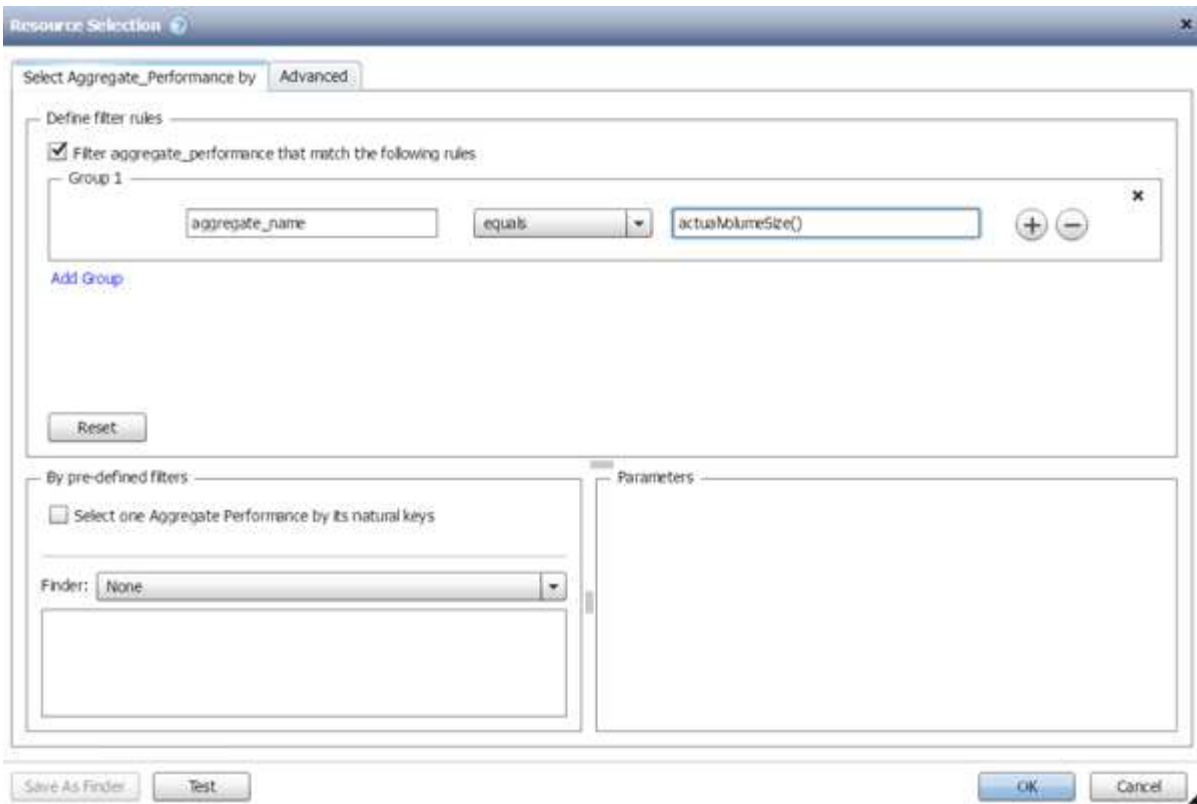 Resource Selection
Select Aggregate_Performance by
Advanced
Define filter rules
Filter aggregate_performance that match the following rules
Group 1
aggregate_name
equals
actualVolumeSize()
Add Group
Reset
By pre-defined filters
Select one Aggregate Performance by its natural keys
Finder:
None
Parameters
Save As Finder
Test
OK
Cancel